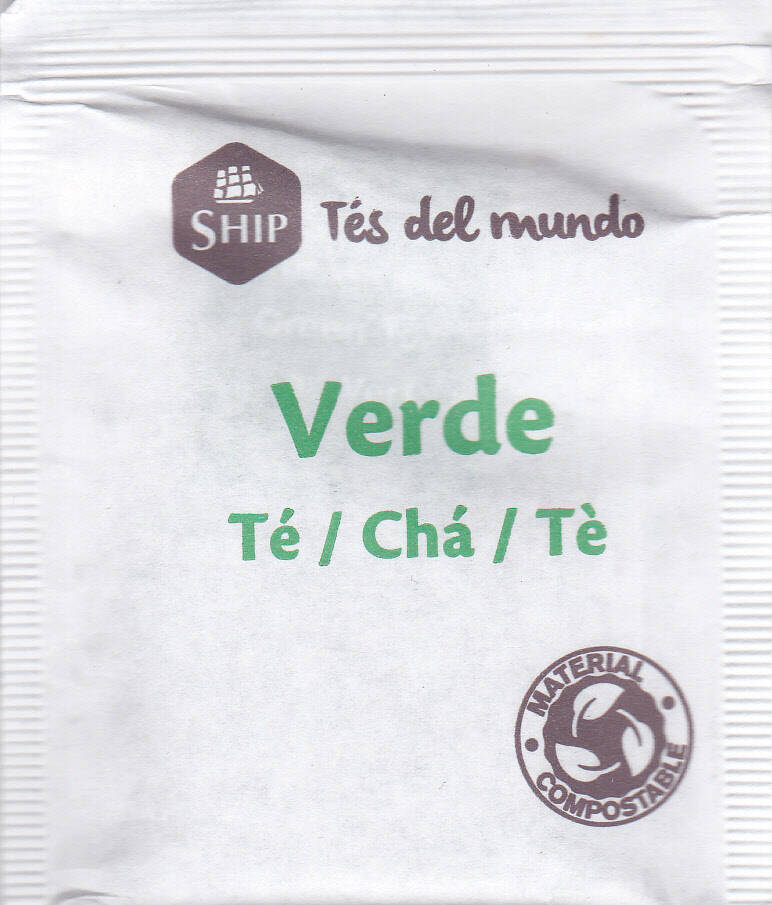 SHIP Tés del mundo
Verde
Té / Chá / Tè
MATERIAL
COMPOSTABLE